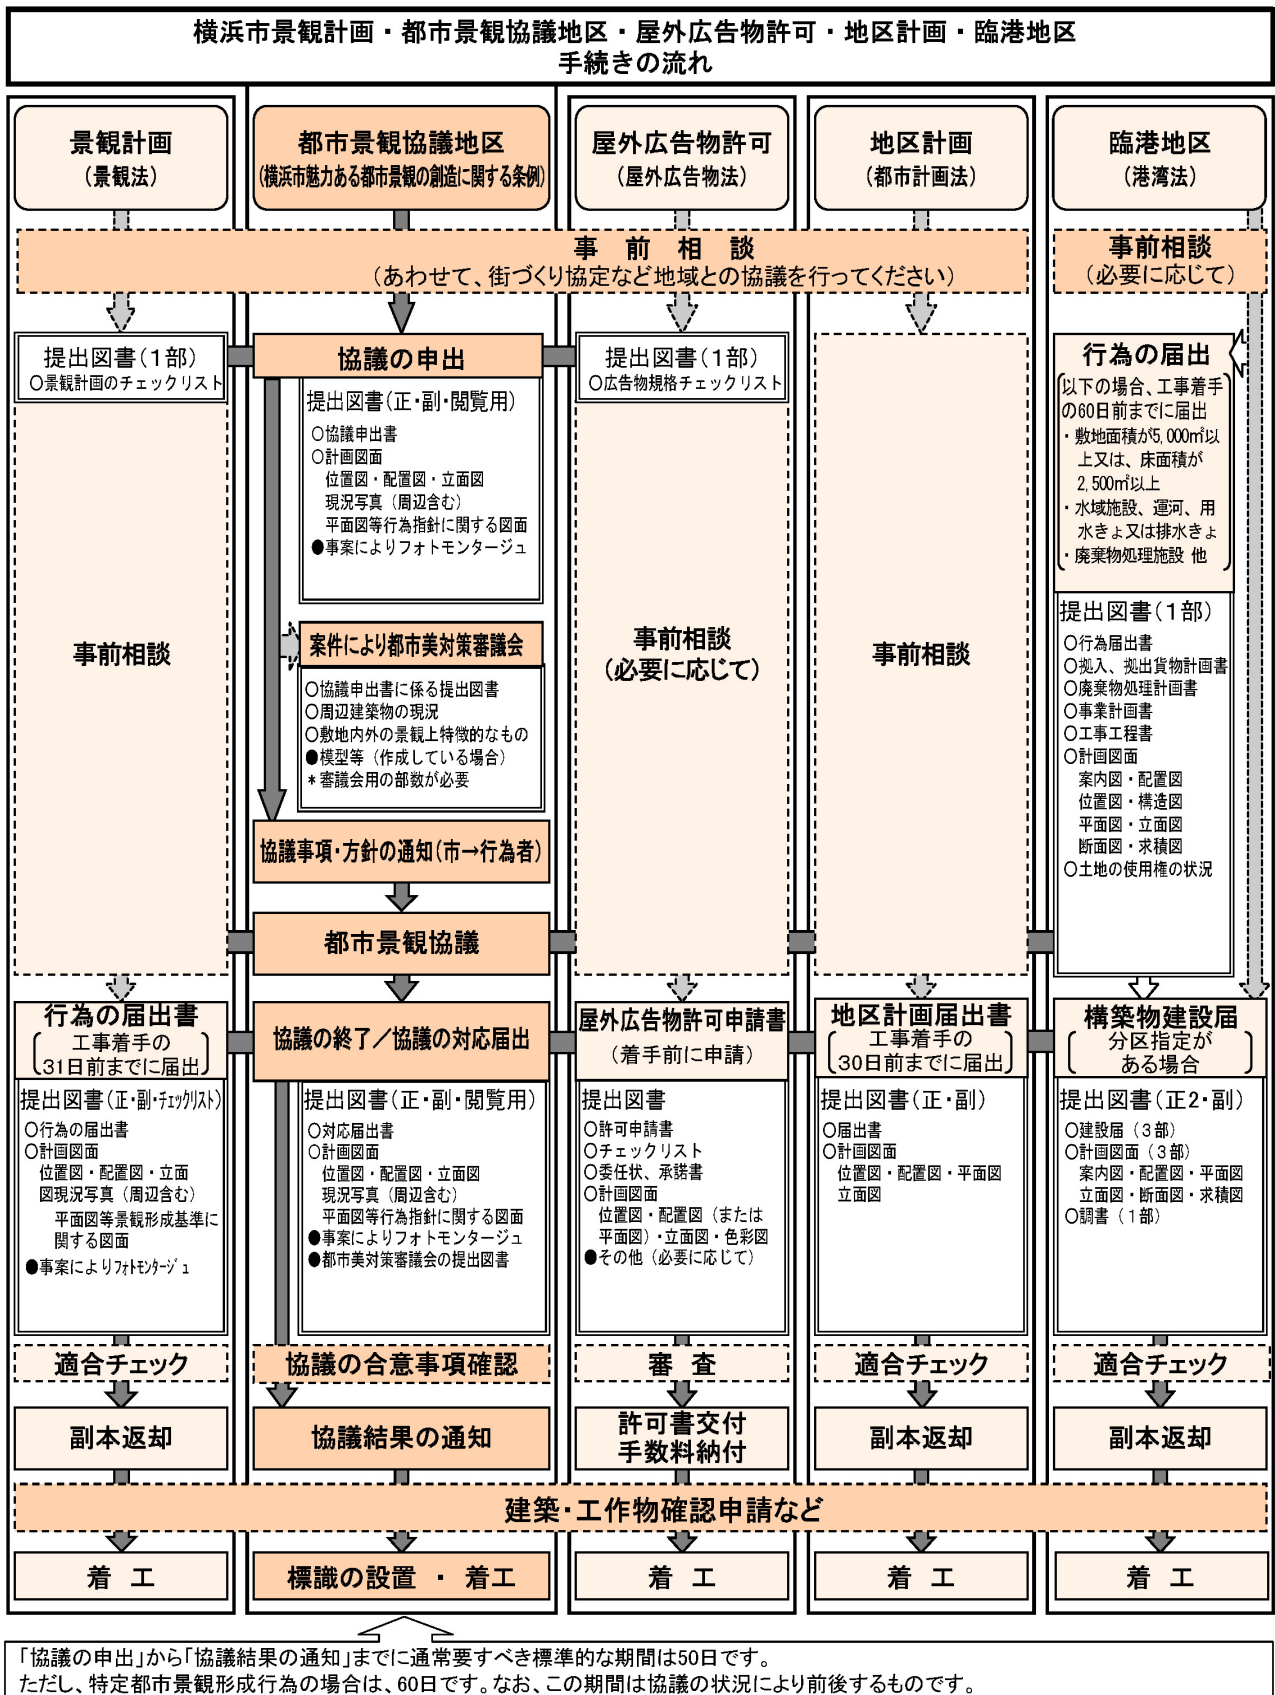 横浜市景観計画・都市景観協議地区・屋外広告物許可・地区計画・臨港地区
手続きの流れ
景観計画
(景観法)
都市景観協議地区
(横浜市魅力ある都市景観の創造に関する条例)
屋外広告物許可
(屋外広告物法)
地区計画
(都市計画法)
臨港地区
(港湾法)
事 前 相 談
(あわせて、街づくり協定など地域との協議を行ってください)
事前相談
(必要に応じて)
提出図書(1部)
○景観計画のチェックリスト
事前相談
行為の届出書
工事着手の
31日前までに届出
提出図書(正・副・チェックリスト)
○行為の届出書
○計画図面
位置図・配置図・立面
図現況写真(周辺含む)
平面図等景観形成基準に
関する図面
●事案によりフォトモンタージュ
適合チェック
副本返却
協議の申出
提出図書(正・副・閲覧用)
○協議申出書
○計画図面
位置図・配置図・立面図
現況写真(周辺含む)
平面図等行為指針に関する図面
●事案によりフォトモンタージュ
案件により都市美対策審議会
○協議申出書に係る提出図書
○周辺建築物の現況
○敷地内外の景観上特徴的なもの
●模型等(作成している場合)
*審議会用の部数が必要
協議事項・方針の通知(市→行為者)
都市景観協議
協議の終了/協議の対応届出
提出図書(正・副・閲覧用)
○対応届出書
○計画図面
位置図・配置図・立面図
現況写真(周辺含む)
平面図等行為指針に関する図面
●事案によりフォトモンタージュ
●都市美対策審議会の提出図書
協議の合意事項確認
協議結果の通知
提出図書(1部)
○広告物規格チェックリスト
事前相談
(必要に応じて)
屋外広告物許可申請書
(着手前に申請)
提出図書
○許可申請書
○チェックリスト
○委任状、承諾書
○計画図面
位置図・配置図(または
平面図)・立面図・色彩図
●その他(必要に応じて)
審 査
許可書交付
手数料納付
事前相談
地区計画届出書
工事着手の
30日前までに届出
提出図書(正・副)
○届出書
○計画図面
位置図・配置図・平面図
立面図
適合チェック
副本返却
行為の届出
以下の場合、工事着手
の60日前までに届出
・敷地面積が5,000㎡以
上又は、床面積が
2,500㎡以上
・水域施設、運河、用
水きょ又は排水きょ
・廃棄物処理施設 他
提出図書(1部)
○行為届出書
○拠入、拠出貨物計画書
○廃棄物処理計画書
○事業計画書
○工事工程書
○計画図面
案内図・配置図
位置図・構造図
平面図・立面図
断面図・求積図
○土地の使用権の状況
構築物建設届
分区指定が
ある場合
提出図書(正2・副)
○建設届(3部)
○計画図面(3部)
案内図・配置図・平面図
立面図・断面図・求積図
○調書(1部)
適合チェック
副本返却
建築・工作物確認申請など
着 工
標識の設置 ・ 着工
着 工
着 工
着 工
「協議の申出」から「協議結果の通知」までに通常要すべき標準的な期間は50日です。
ただし、特定都市景観形成行為の場合は、60日です。なお、この期間は協議の状況により前後するものです。